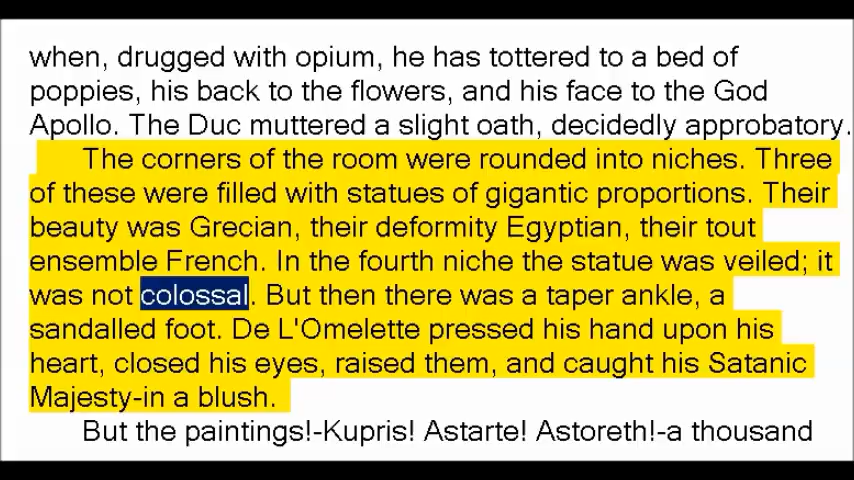 when, drugged with opium, he has tottered to a bed of
poppies, his back to the flowers, and his face to the God
Apollo. The Duc muttered a slight oath, decidedly approbatory.
The corners of the room were rounded into niches. Three
of these were filled with statues of gigantic proportions. Their
beauty was Grecian, their deformity Egyptian, their tout
ensemble French. In the fourth niche the statue was veiled; it
was not colossal. But then there was a taper ankle, a
sandalled foot. De L'Omelette pressed his hand upon his
heart, closed his eyes, raised them, and caught his Satanic
Majesty-in a blush.
But the paintings!-Kupris! Astarte! Astoreth!-a thousand